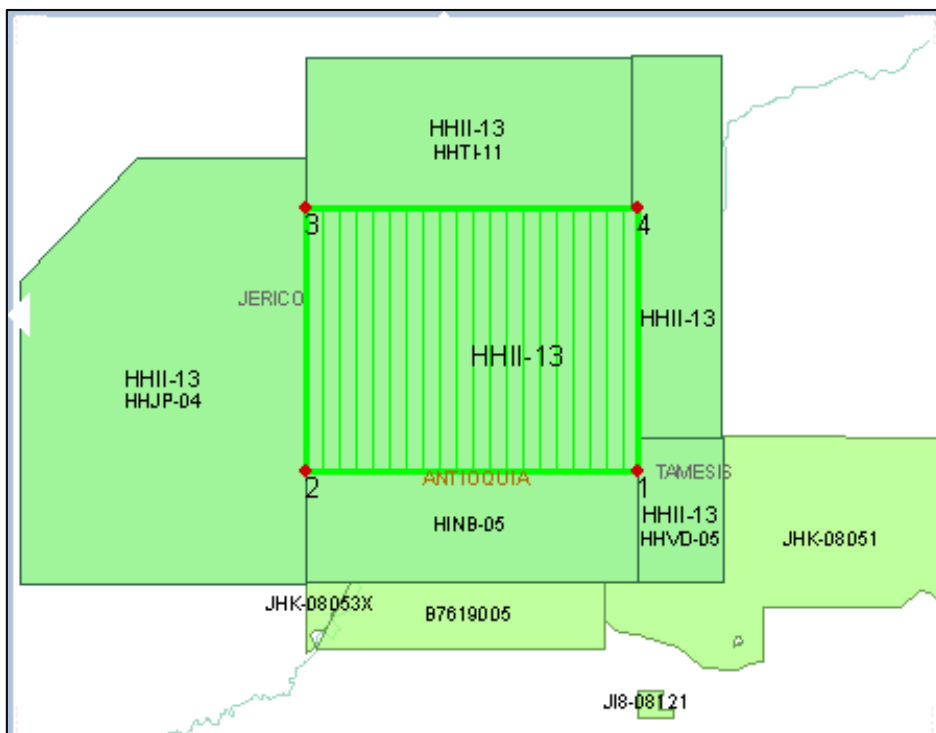 HHII-13
HHTI-11
3
4
JERICO
HHII-13
HHII-13
HHII-13
HHJP-04
2
ANTIOQUIA
1
TAMESIS
HINB-05
HHII-13
HHVD-05
JHK-08051
JHK-08053X
B7619005
JI8-08121